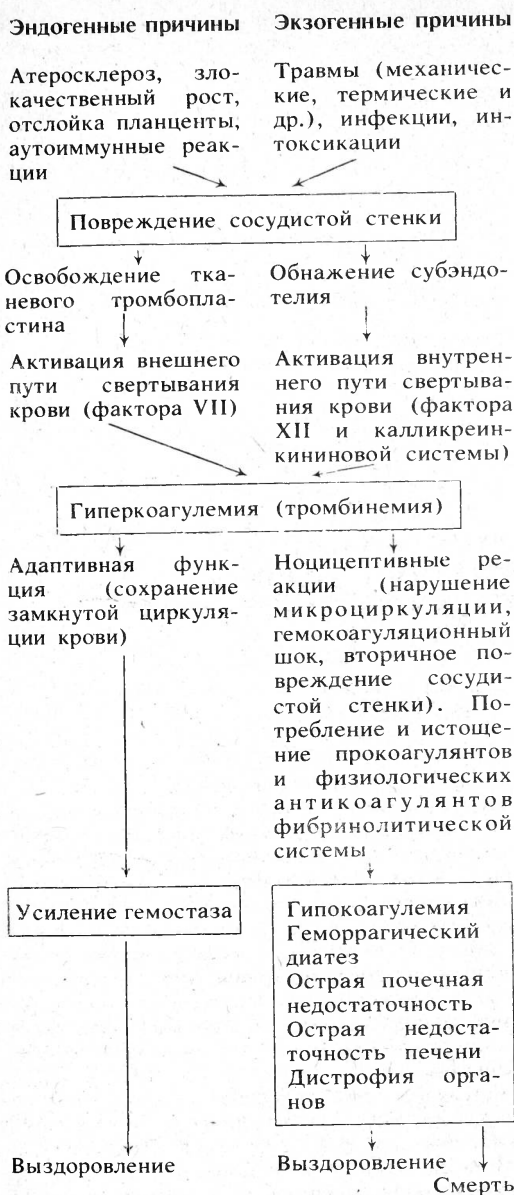 Эндогенные причины
Экзогенные причины
Атеросклероз, зло-
качественный рост,
отслойка планценты,
аутоиммунные реак-
ции
Травмы (механичес-
кие, термические и
др.), инфекции, ин-
токсикации
Повреждение сосудистой стенки
Освобождение тка-
невого тромбопла-
стина
Обнажение субэндо-
телия
Активация внешнего
пути свертывания
крови (фактора VII)
Активация внутрен-
него пути свертыва-
ния крови (фактора
XII и калликреин-
кининовой системы)
Гиперкоагулемия (тромбинемия)
Адаптивная функ-
ция (сохранение
замкнутой циркуля-
ции крови)
Ноцицептивные ре-
акции (нарушение
микроциркуляции,
гемокоагуляционный
шок, вторичное по-
вреждение сосуди-
стой стенки). По-
требление и истоще-
ние прокоагулянтов
и физиологических
антикоагулянтов
фибринолитической
системы
Усиление гемостаза
Гипокоагулемия
Геморрагический
диатез
Острая почечная
недостаточность
Острая недоста-
точность печени
Дистрофия орга-
нов
Выздоровление
Выздоровление
Смерть